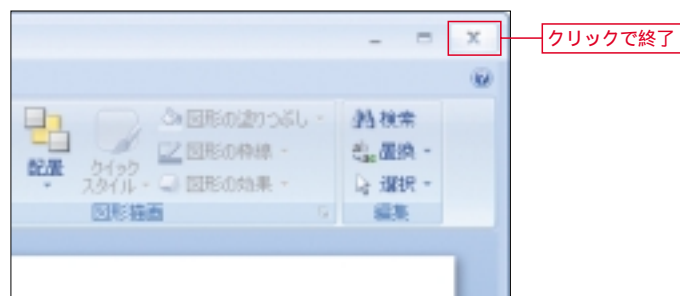 クリックで終了
図形の塗りつぶし
検索
図形の枠線
置換
配置
クイック
スタイル
図形の効果
選択
図形描画
編集